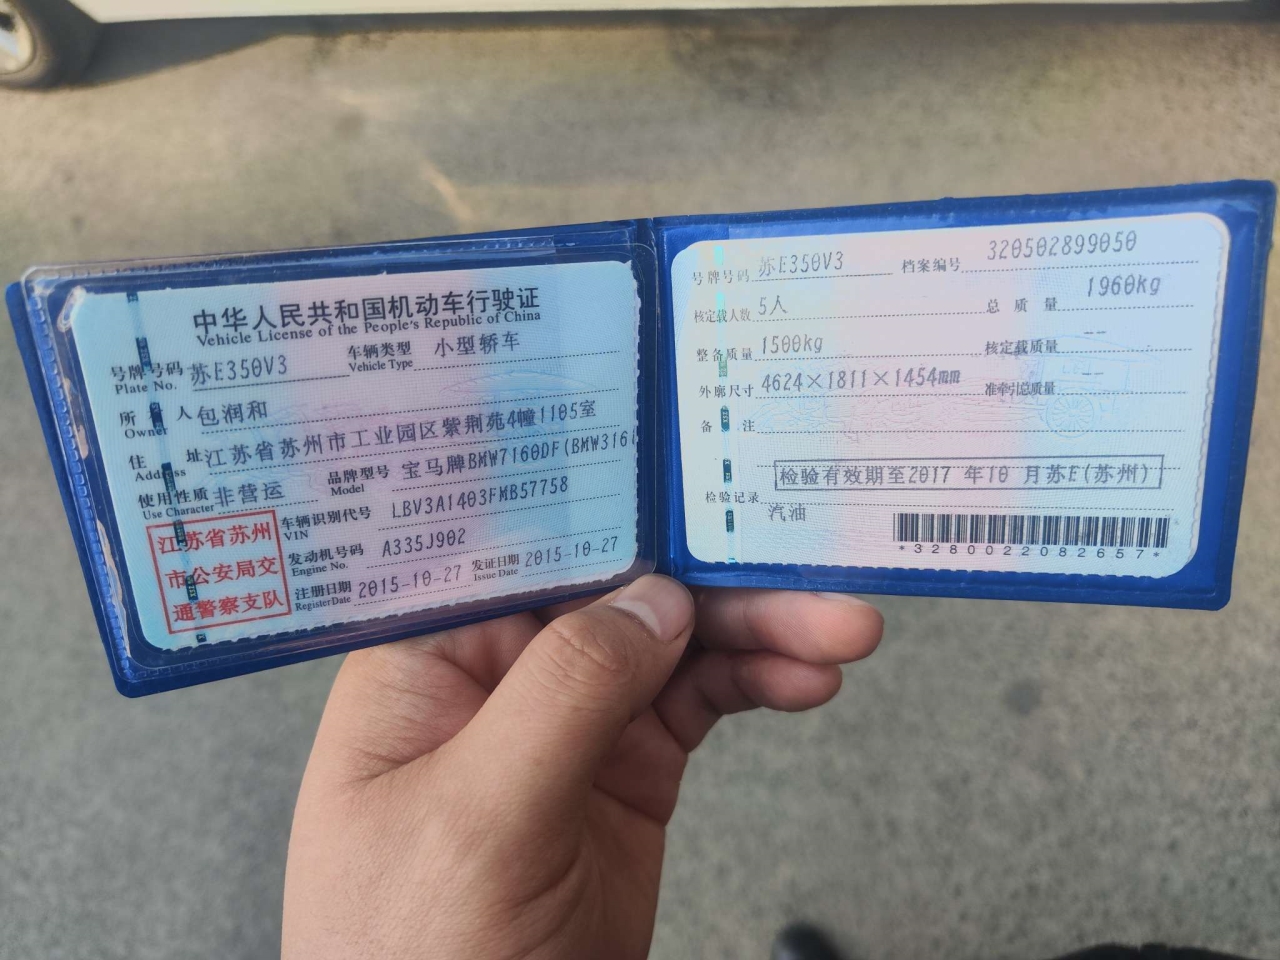 中华人民共和国机动车行驶证
Vehicle License of the People's Republic of China
号牌号码 苏E350V3 车辆类型 小型轿车
Plate No. Vehicle Type
所 有 人 包润和
Owner
住 址 江苏省苏州市工业园区紫荆苑4幢1105室
Address
使用性质 非营运 品牌型号 宝马牌BMW7160DF(BMW316i
Use Character Model
江苏省苏州
市公安局交
通警察支队
车辆识别代号 LBV3A1403FMB57758
VIN
发动机号码 A335J902
Engine No.
注册日期 2015-10-27 发证日期 2015-10-27
Register Date Issue Date
号牌号码 苏E350V3 档案编号 320502899050
核定载人数 5人 总质量 1960kg
整备质量 1500kg 核定载质量 --
外廓尺寸 4624×1811×1454mm 准牵引总质量 --
备 注
检验有效期至2017 年10 月苏E(苏州)
检验记录
汽油
*3280022082657*